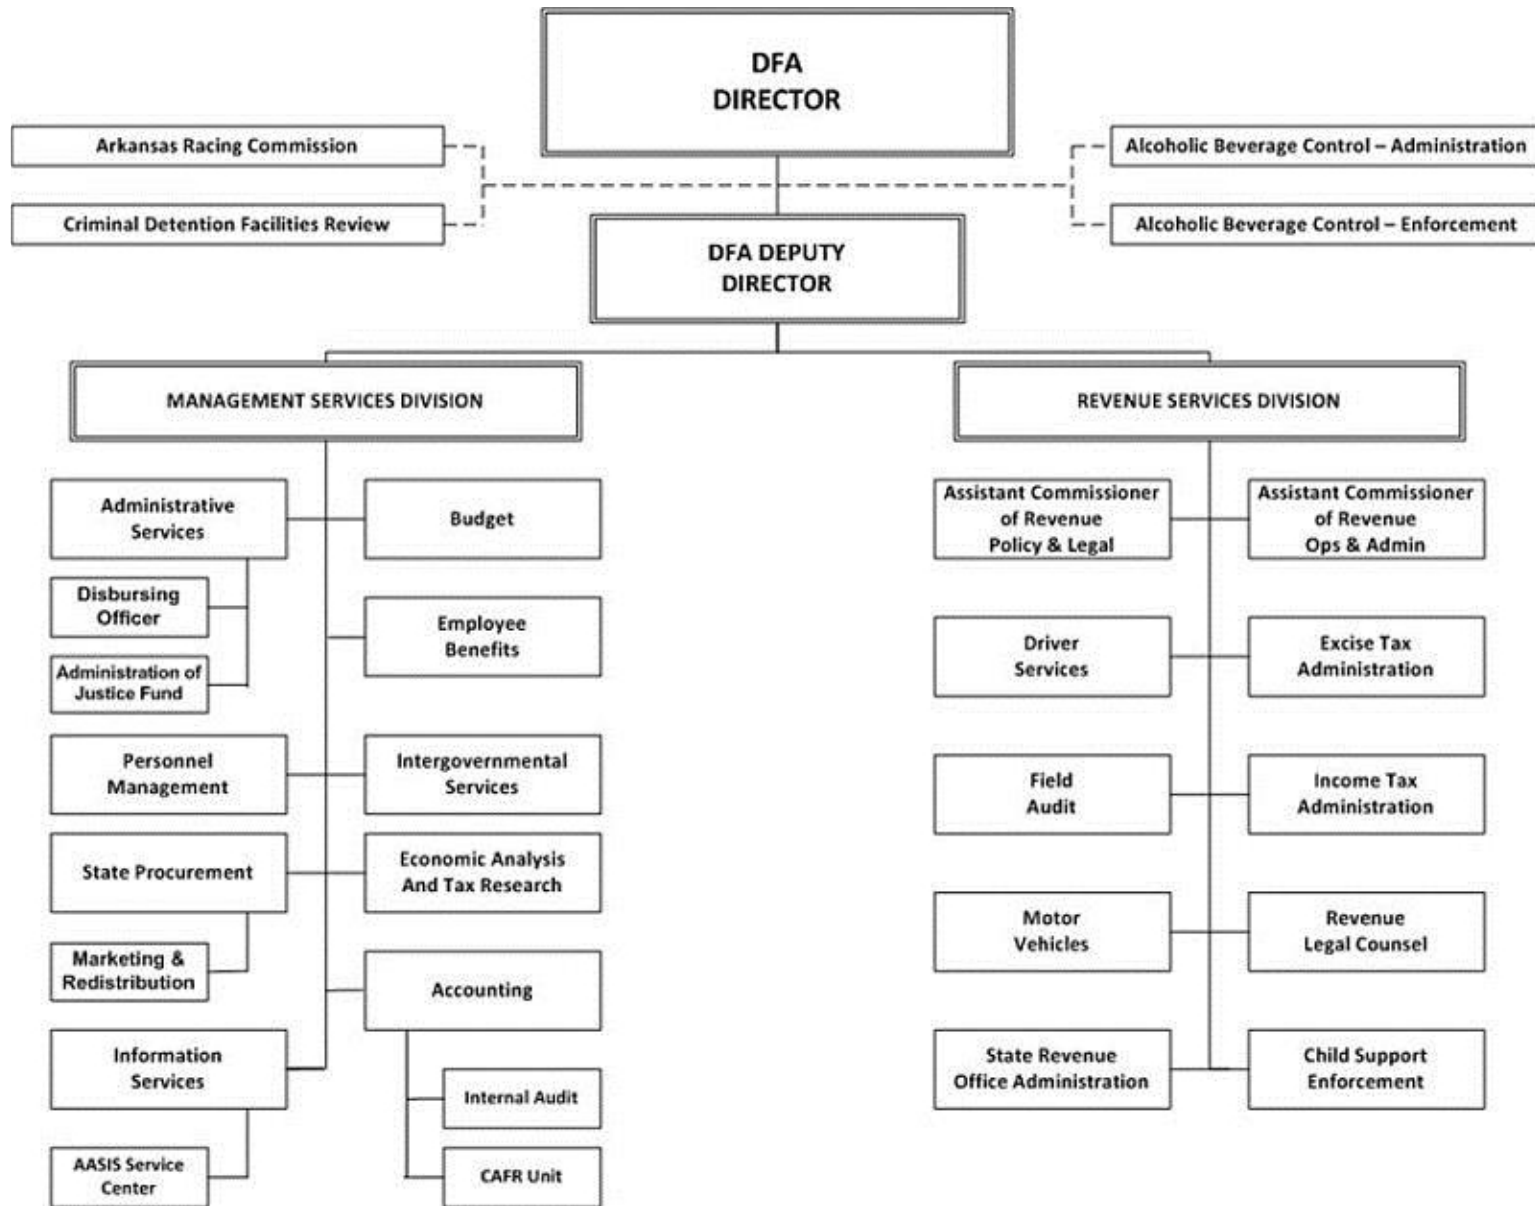 DFA
DIRECTOR
Arkansas Racing Commission
Alcoholic Beverage Control – Administration
Criminal Detention Facilities Review
Alcoholic Beverage Control – Enforcement
DFA DEPUTY
DIRECTOR
MANAGEMENT SERVICES DIVISION
REVENUE SERVICES DIVISION
Administrative
Services
Budget
Disbursing
Officer
Employee
Benefits
Administration of
Justice Fund
Personnel
Management
Intergovernmental
Services
State Procurement
Economic Analysis
And Tax Research
Marketing &
Redistribution
Accounting
Information
Services
Internal Audit
AASIS Service
Center
CAFR Unit
Assistant Commissioner
of Revenue
Policy & Legal
Assistant Commissioner
of Revenue
Ops & Admin
Driver
Services
Excise Tax
Administration
Field
Audit
Income Tax
Administration
Motor
Vehicles
Revenue
Legal Counsel
State Revenue
Office Administration
Child Support
Enforcement